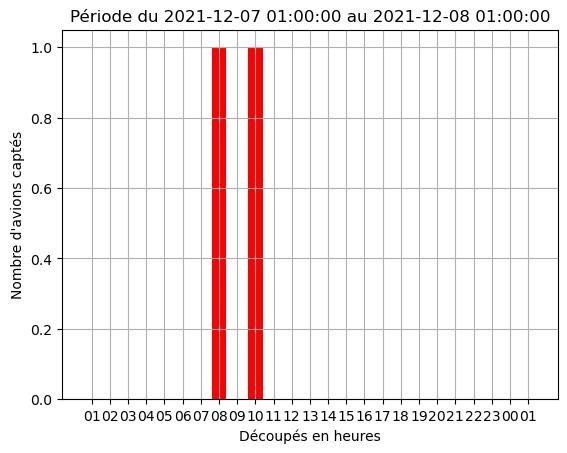 Période du 2021-12-07 01:00:00 au 2021-12-08 01:00:00
1.0
0.8
0.6
0.4
0.2
0.0
Nombre d'avions captés
01 02 03 04 05 06 07 08 09 10 11 12 13 14 15 16 17 18 19 20 21 22 23 00 01
Découpés en heures